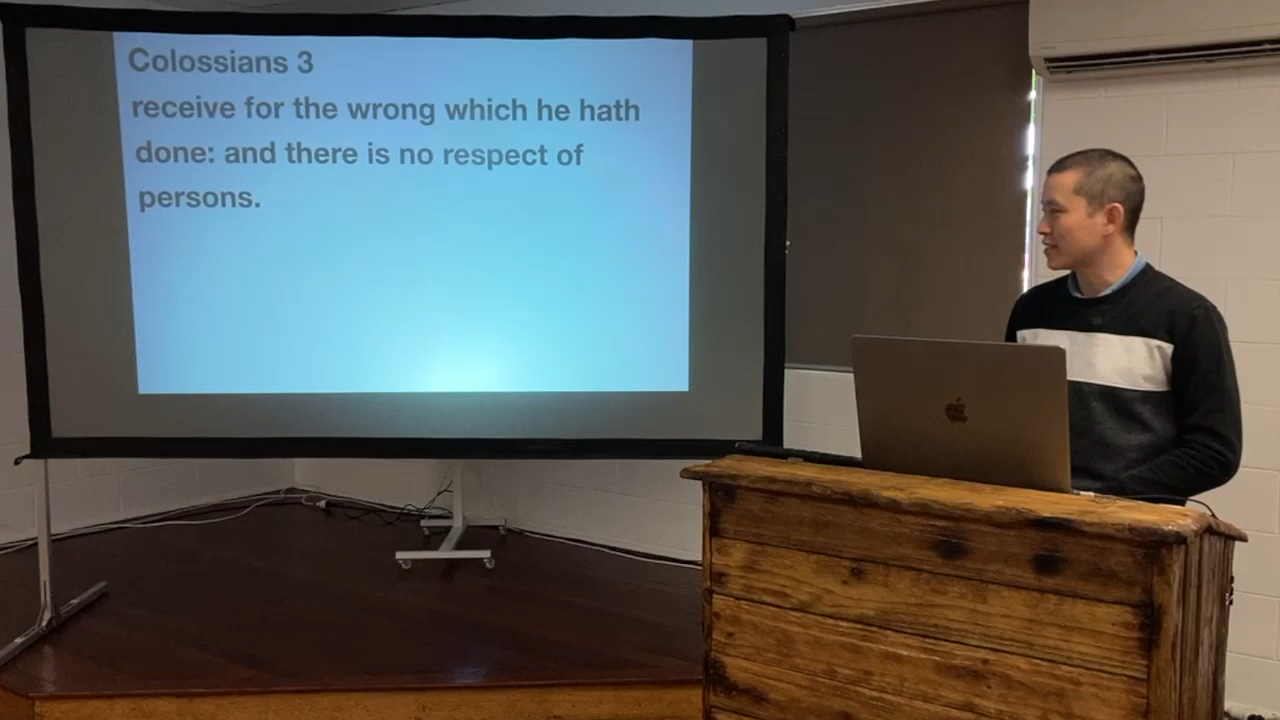 Colossians 3
receive for the wrong which he hath
done: and there is no respect of
persons.